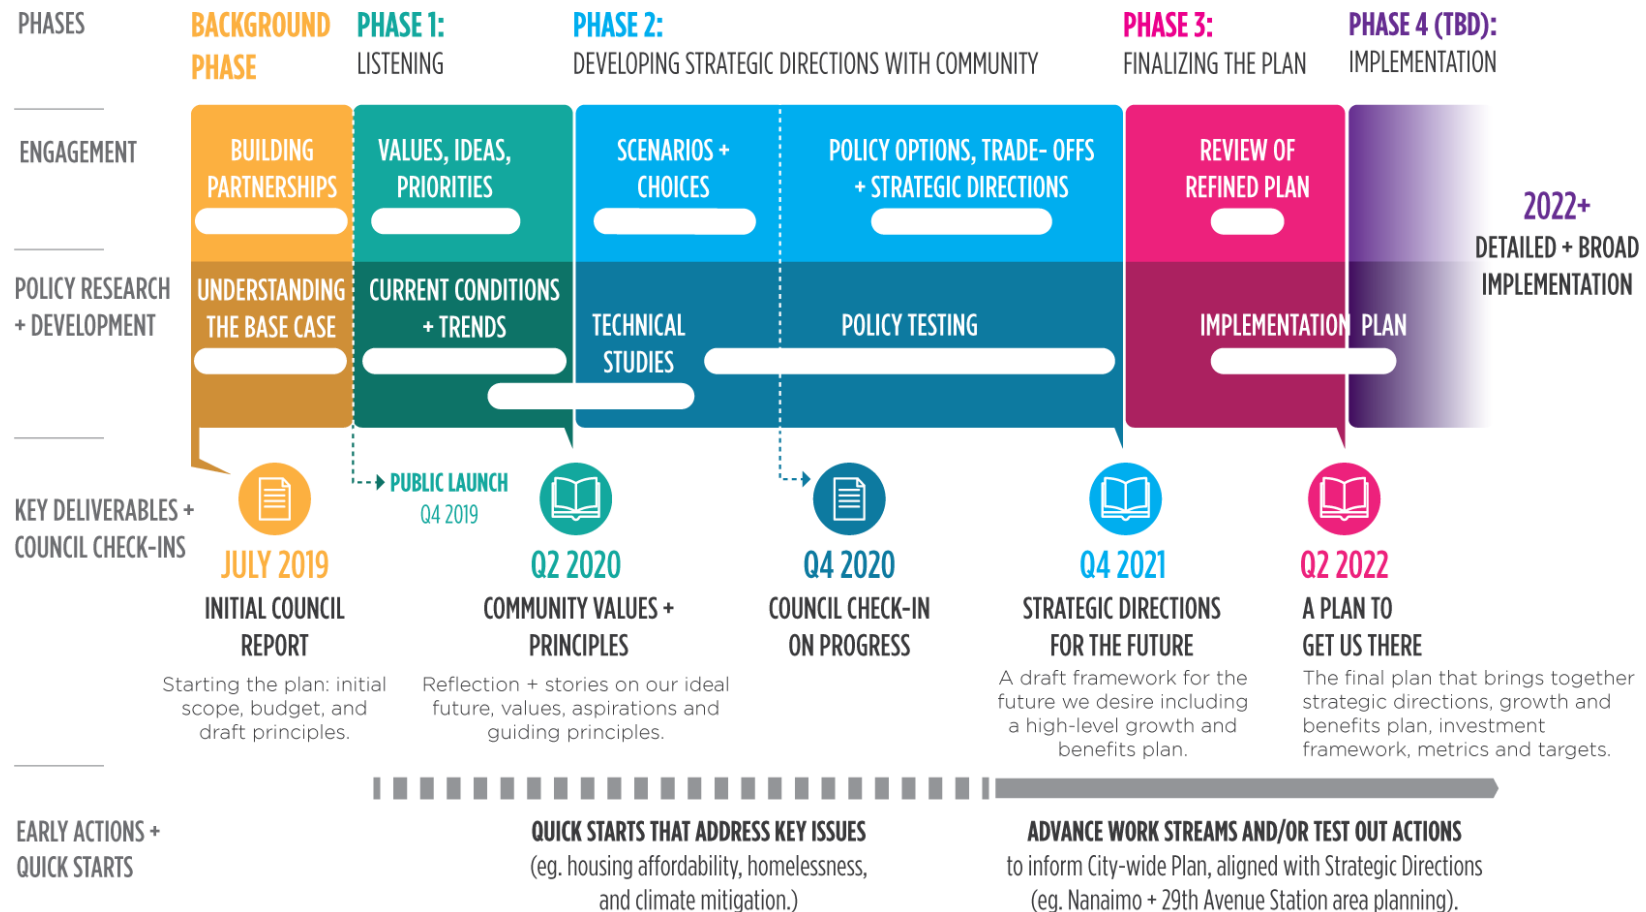 PHASES
BACKGROUND
PHASE
PHASE 1:
LISTENING
PHASE 2:
DEVELOPING STRATEGIC DIRECTIONS WITH COMMUNITY
PHASE 3:
FINALIZING THE PLAN
PHASE 4 (TBD):
IMPLEMENTATION
ENGAGEMENT
BUILDING
PARTNERSHIPS
VALUES, IDEAS,
PRIORITIES
SCENARIOS +
CHOICES
POLICY OPTIONS, TRADE- OFFS
+ STRATEGIC DIRECTIONS
REVIEW OF
REFINED PLAN
2022+
DETAILED + BROAD
IMPLEMENTATION
POLICY RESEARCH
+ DEVELOPMENT
UNDERSTANDING
THE BASE CASE
CURRENT CONDITIONS
+ TRENDS
TECHNICAL
STUDIES
POLICY TESTING
IMPLEMENTATION PLAN
KEY DELIVERABLES +
COUNCIL CHECK-INS
JULY 2019
INITIAL COUNCIL
REPORT
Starting the plan: initial
scope, budget, and
draft principles.
PUBLIC LAUNCH
Q4 2019
Q2 2020
COMMUNITY VALUES +
PRINCIPLES
Reflection + stories on our ideal
future, values, aspirations and
guiding principles.
Q4 2020
COUNCIL CHECK-IN
ON PROGRESS
Q4 2021
STRATEGIC DIRECTIONS
FOR THE FUTURE
A draft framework for the
future we desire including
a high-level growth and
benefits plan.
Q2 2022
A PLAN TO
GET US THERE
The final plan that brings together
strategic directions, growth and
benefits plan, investment
framework, metrics and targets.
EARLY ACTIONS +
QUICK STARTS
QUICK STARTS THAT ADDRESS KEY ISSUES
(eg. housing affordability, homelessness,
and climate mitigation.)
ADVANCE WORK STREAMS AND/OR TEST OUT ACTIONS
to inform City-wide Plan, aligned with Strategic Directions
(eg. Nanaimo + 29th Avenue Station area planning).